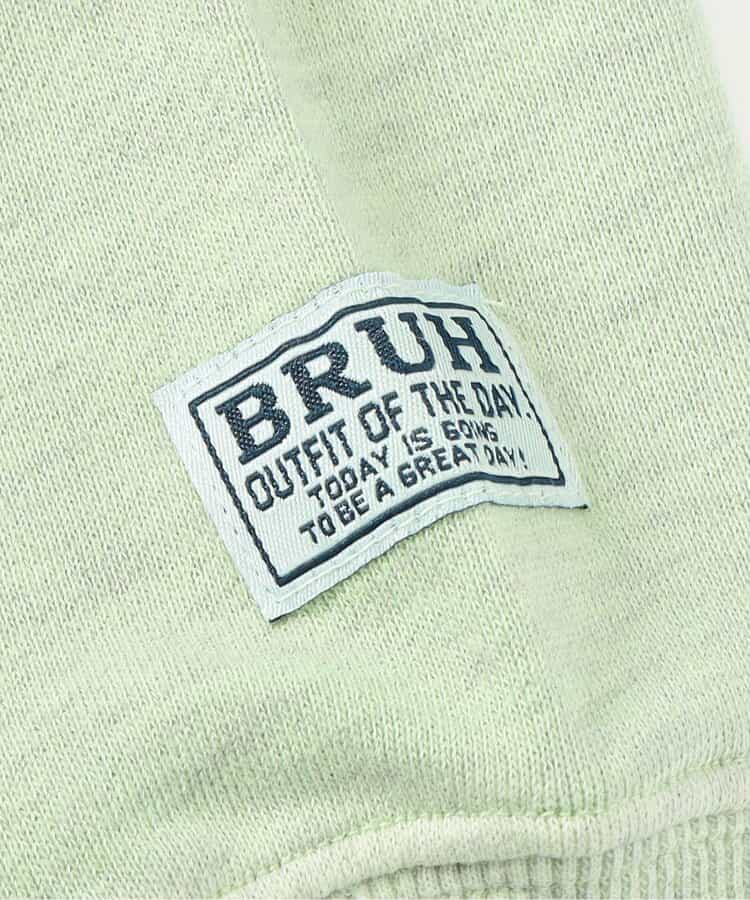 BRUH
OUTFIT OF THE DAY.
TODAY IS GOING
TO BE A GREAT DAY!